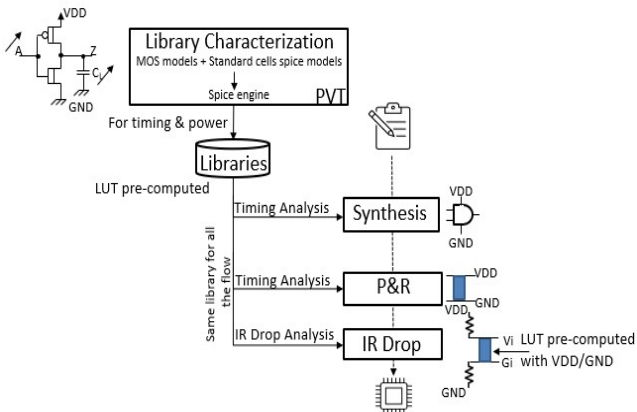 VDD
A
Z
CL
GND
Library Characterization
MOS models + Standard cells spice models
Spice engine
PVT
For timing & power
Libraries
LUT pre-computed
Same library for all
the flow
Timing Analysis
Synthesis
VDD
GND
Timing Analysis
P&R
VDD
GND
IR Drop Analysis
IR Drop
VDD
Vi
Gi
GND
LUT pre-computed
with VDD/GND